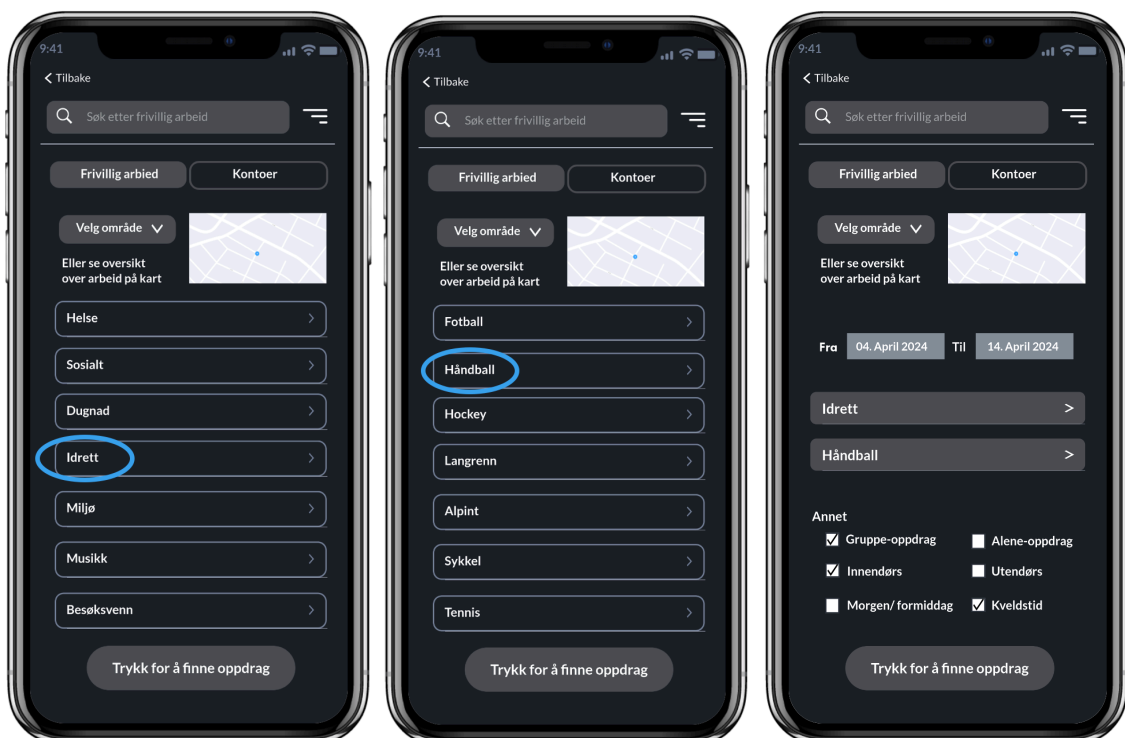 9:41
Tilbake
Søk etter frivillig arbeid
Frivillig arbied
Kontoer
Velg område
Eller se oversikt
over arbeid på kart
Helse
Sosialt
Dugnad
Idrett
Miljø
Musikk
Besøksvenn
Trykk for å finne oppdrag
9:41
Tilbake
Søk etter frivillig arbeid
Frivillig arbied
Kontoer
Velg område
Eller se oversikt
over arbeid på kart
Fotball
Håndball
Hockey
Langrenn
Alpint
Sykkel
Tennis
Trykk for å finne oppdrag
9:41
Tilbake
Søk etter frivillig arbeid
Frivillig arbied
Kontoer
Velg område
Eller se oversikt
over arbeid på kart
Fra 04. April 2024 Til 14. April 2024
Idrett >
Håndball >
Annet
Gruppe-oppdrag Alene-oppdrag
Innendørs Utendørs
Morgen/ formiddag Kveldstid
Trykk for å finne oppdrag